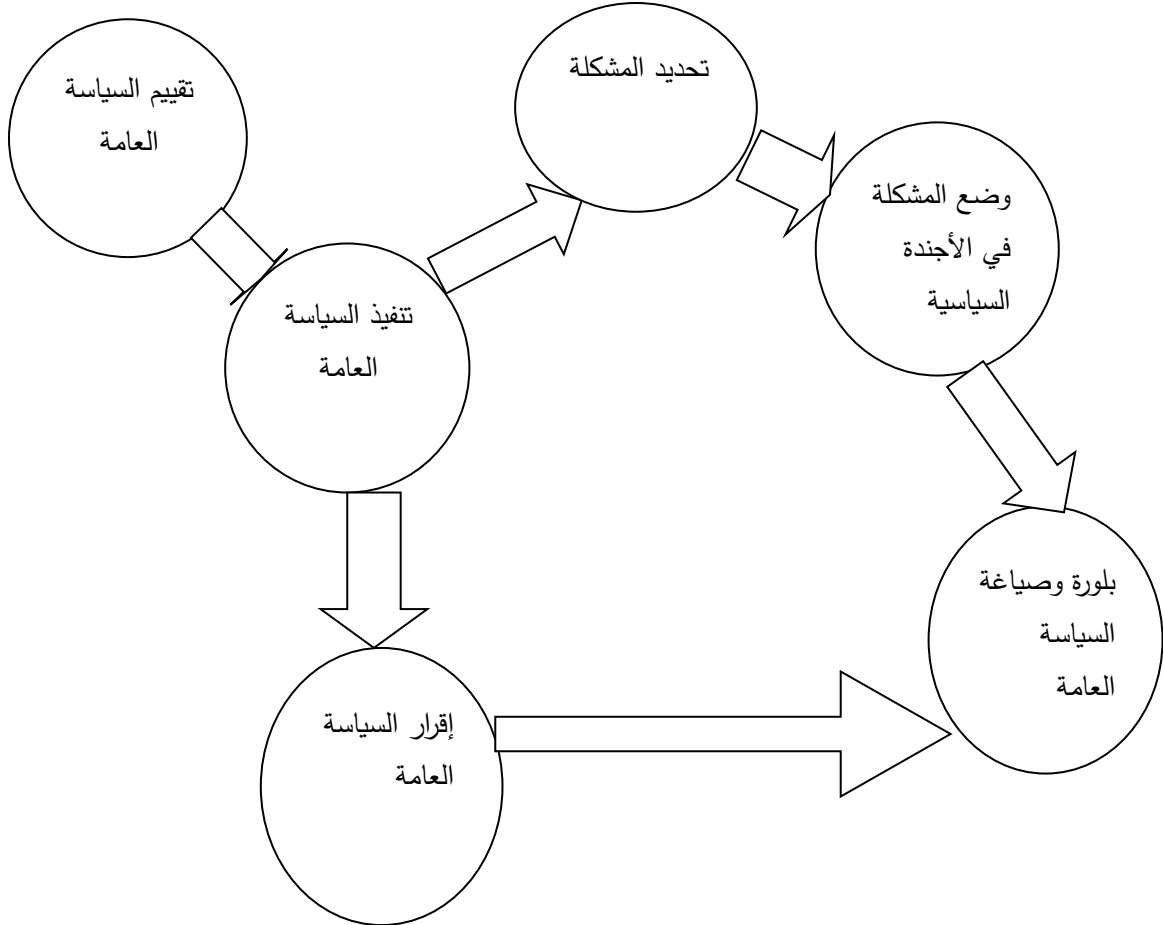 تحديد المشكلة
تقييم السياسة
العامة
وضع المشكلة
في الأجندة
السياسية
تنفيذ السياسة
العامة
بلورة وصياغة
السياسة
العامة
إقرار السياسة
العامة